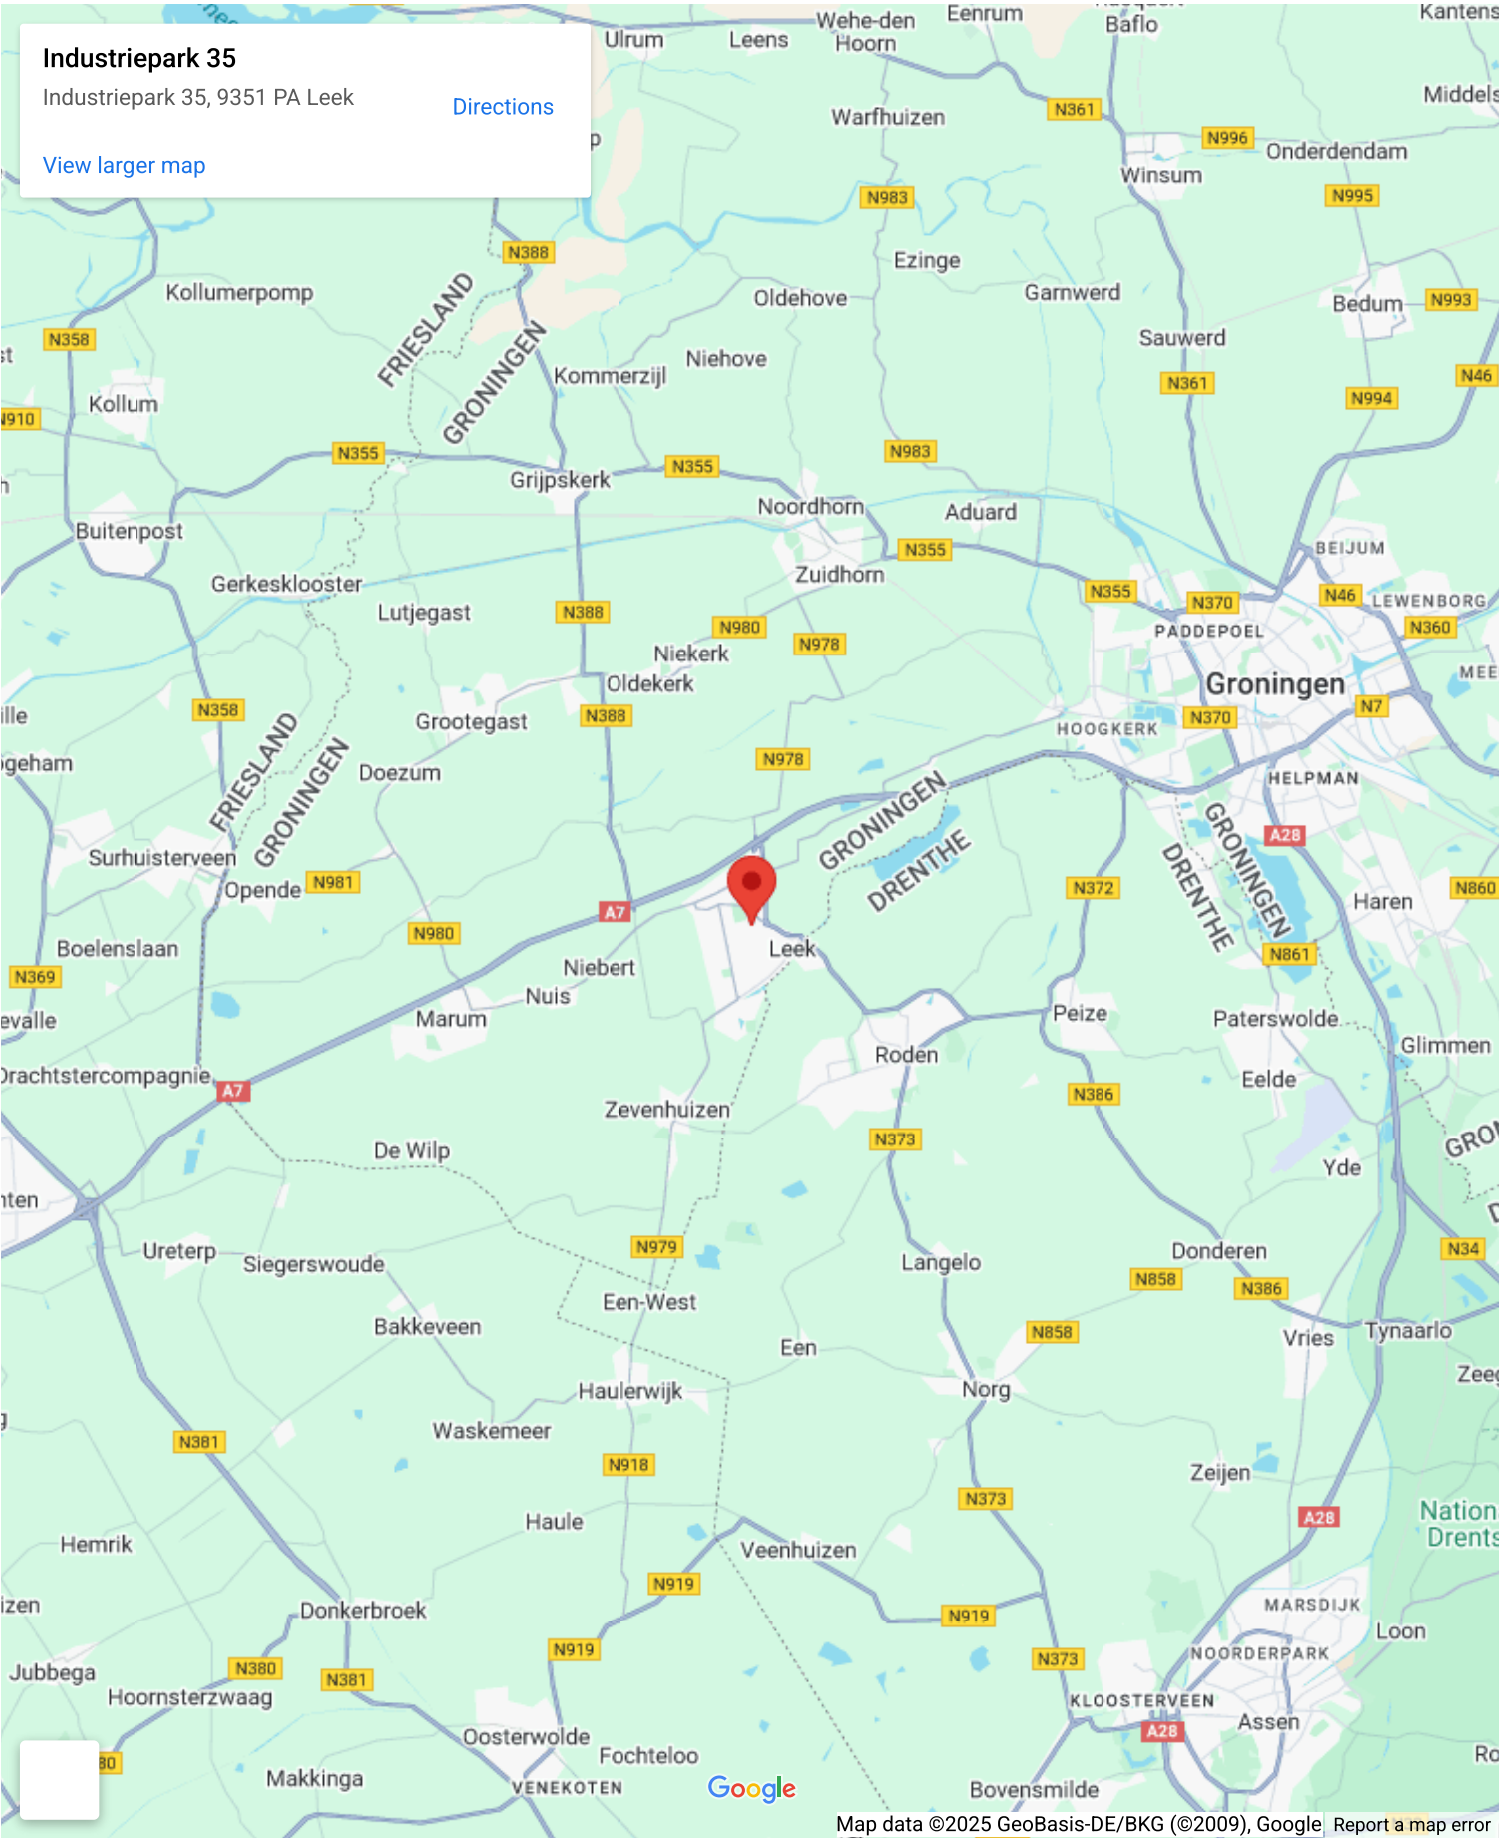 Industriepark 35
Industriepark 35, 9351 PA Leek
Directions
View larger map
Ulrum
Leens
Wehe-den
Hoorn
Eenrum
Baflo
Warfhuizen
N361
N996
Onderdendam
Winsum
N995
N983
N388
Ezinge
Kollumerpomp
Oldehove
Garnwerd
Bedum
N993
FRIESLAND
GRONINGEN
N358
Sauwerd
Niehove
Kommerzijl
N361
N46
N994
Kollum
N355
N983
N355
Grijpskerk
Noordhorn
Aduard
Buitenpost
N355
BEIJUM
Zuidhorn
Gerkesklooster
N355
N370
N46
LEWENBORG
Lutjegast
N388
N980
N978
PADDEPOEL
N360
Niekerk
Oldekerk
Groningen
N358
Grootegast
N388
N370
N7
HOOGKERK
N978
Doezum
HELPMAN
FRIESLAND
GRONINGEN
GRONINGEN
DRENTHE
GRONINGEN
DRENTHE
A28
Surhuisterveen
Opende
N981
N372
N860
Haren
A7
N980
Boelenslaan
Leek
N861
N369
Niebert
Nuis
Marum
Peize
Paterswolde
Glimmen
Roden
Drachtstercompagnie
A7
Eelde
N386
Zevenhuizen
N373
De Wilp
Yde
Ureterp
Siegerswoude
N979
Langelo
Donderen
N34
N858
N386
Een-West
Bakkeveen
Een
N858
Vries
Tynaarlo
Haulerwijk
Norg
Waskemeer
N381
N918
Zeijen
N373
A28
Haule
Hemrik
Veenhuizen
N919
Donkerbroek
N919
MARSDIJK
Loon
N919
NOORDERPARK
N380
N381
N373
Jubbega
Hoornsterzwaag
KLOOSTERVEEN
A28
Assen
Oosterwolde
Fochteloo
Makkinga
VENEKOTEN
Google
Bovensmilde
Map data ©2025 GeoBasis-DE/BKG (©2009), Google
Report a map error